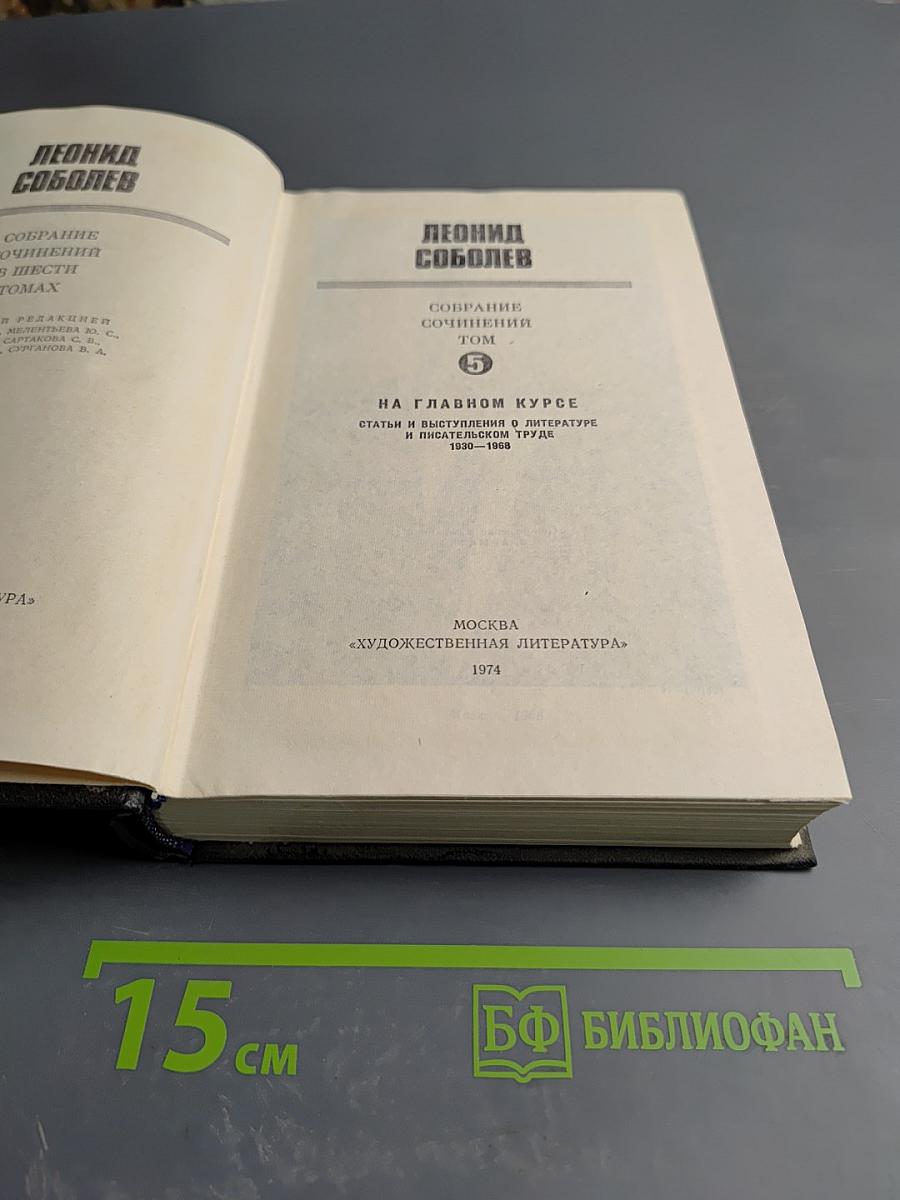 ЛЕОНИД
СОБОЛЕВ
СОБРАНИЕ
СОЧИНЕНИЙ
В ШЕСТИ
ТОМАХ
РЕДАКЦИЕЙ
МЕЛЕНТЬЕВА Ю. С.,
САРТАКОВА С. В.,
СУРГАНОВА В. А.
ЛЕОНИД
СОБОЛЕВ
СОБРАНИЕ
СОЧИНЕНИЙ
ТОМ
5
НА ГЛАВНОМ КУРСЕ
СТАТЬИ И ВЫСТУПЛЕНИЯ О ЛИТЕРАТУРЕ
И ПИСАТЕЛЬСКОМ ТРУДЕ
1930—1968
МОСКВА
«ХУДОЖЕСТВЕННАЯ ЛИТЕРАТУРА»
1974
15 см
БФ БИБЛИОФАН